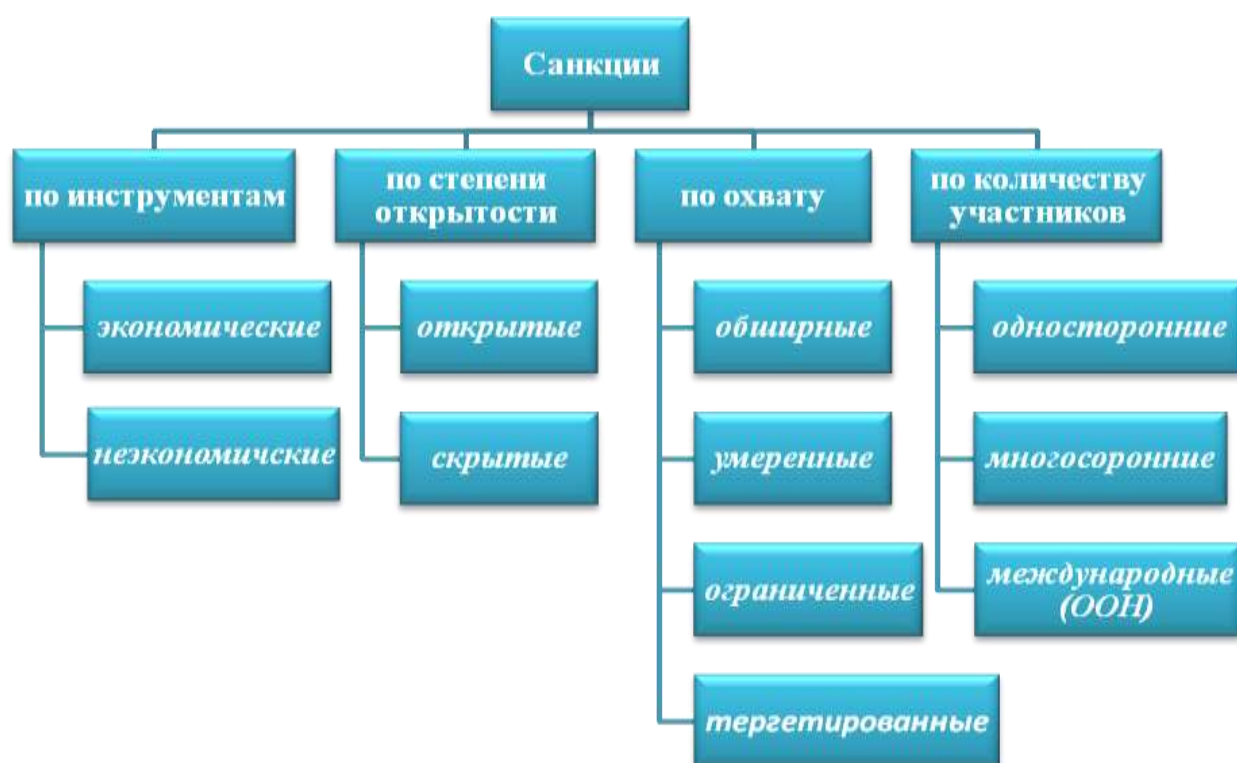 Санкции
по инструментам
по степени
открытости
по охвату
по количеству
участников
экономические
открытые
обширные
односторонние
неэкономичские
скрытые
умеренные
многосоронние
ограниченные
международные
(ООН)
тергетированные